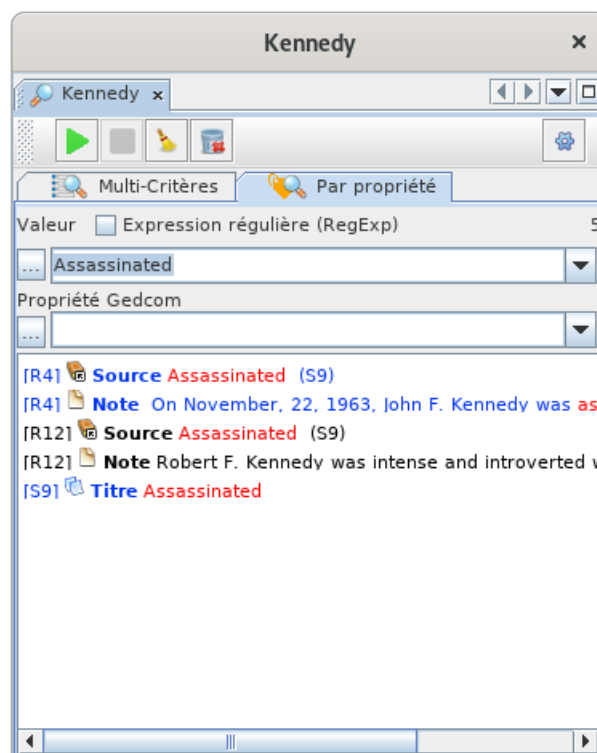 Kennedy
Kennedy
Multi-Critères
Par propriété
Valeur
Expression régulière (RegExp)
5
...
Assassinated
Propriété Gedcom
...
[R4] Source Assassinated (S9)
[R4] Note On November, 22, 1963, John F. Kennedy was as
[R12] Source Assassinated (S9)
[R12] Note Robert F. Kennedy was intense and introverted w
[S9] Titre Assassinated